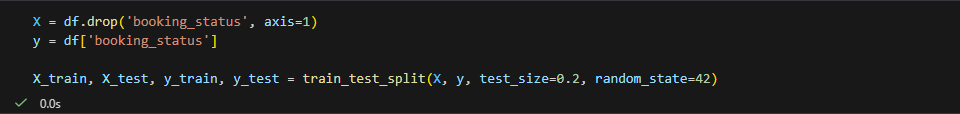 X = df.drop('booking_status', axis=1)
y = df['booking_status']
X_train, X_test, y_train, y_test = train_test_split(X, y, test_size=0.2, random_state=42)
0.0s